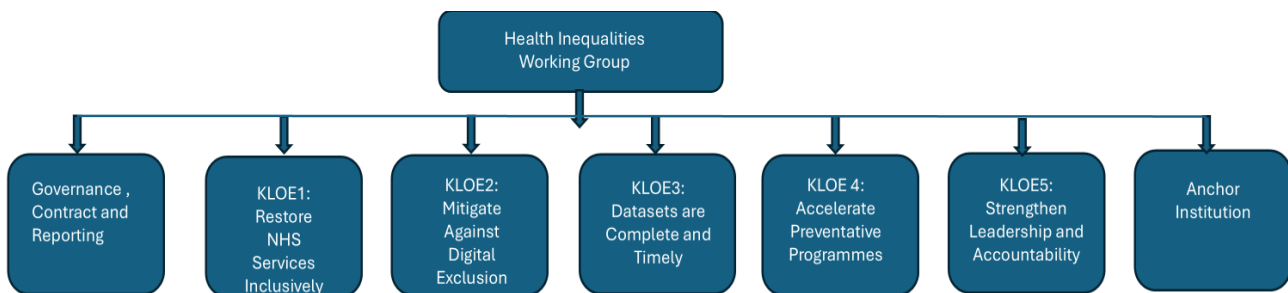 Health Inequalities
Working Group
Governance ,
Contract and
Reporting
KLOE1:
Restore
NHS
Services
Inclusively
KLOE2:
Mitigate
Against
Digital
Exclusion
KLOE3:
Datasets are
Complete and
Timely
KLOE 4:
Accelerate
Preventative
Programmes
KLOE5:
Strengthen
Leadership and
Accountability
Anchor
Institution